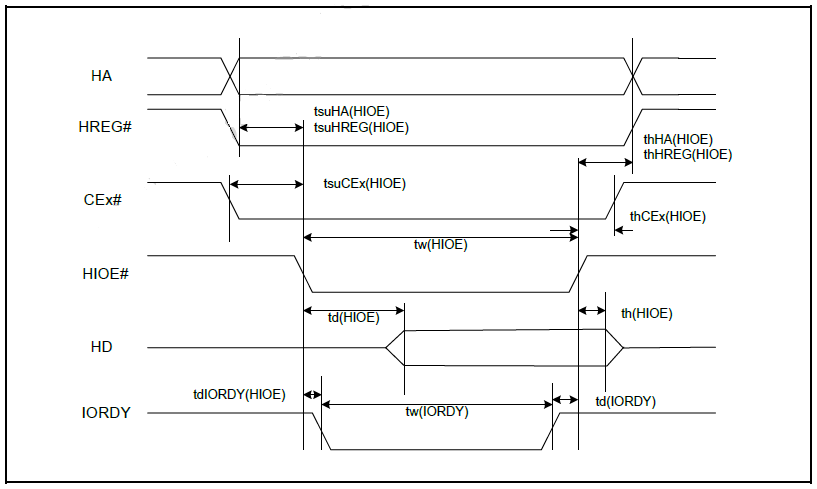 HA
tsuHA(HIOE)
HREG#
tsuHREG(HIOE)
thHA(HIOE)
thHREG(HIOE)
tsuCEx(HIOE)
CEx#
thCEx(HIOE)
tw(HIOE)
HIOE#
td(HIOE)
th(HIOE)
HD
tdIORDY(HIOE)
td(IORDY)
IORDY
tw(IORDY)